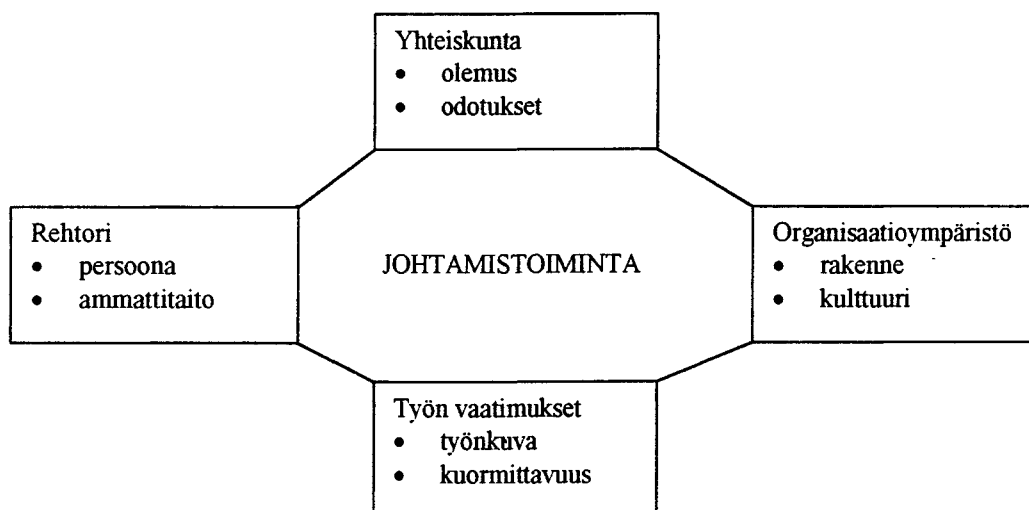 Yhteiskunta
• olemus
• odotukset
Rehtori
• persoona
• ammattitaito
JOHTAMISTOIMINTA
Organisaatioympäristö
• rakenne
• kulttuuri
Työn vaatimukset
• työnkuva
• kuormittavuus